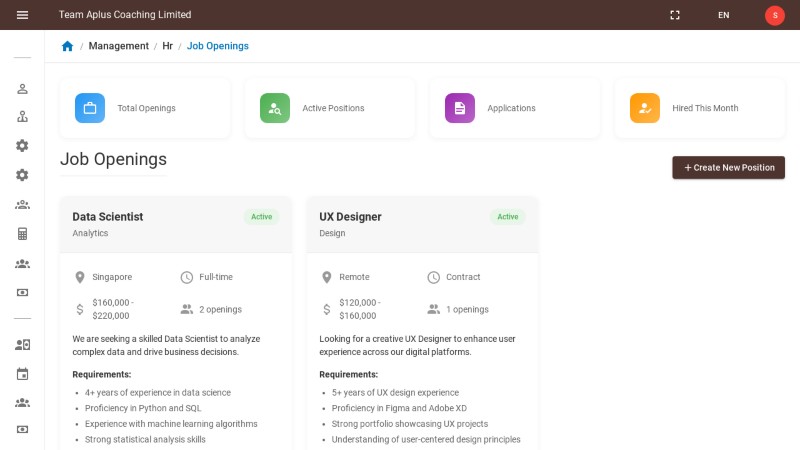 Team Aplus Coaching Limited
EN
S
/ Management / Hr / Job Openings
Total Openings
Active Positions
Applications
Hired This Month
Job Openings
+ Create New Position
Data Scientist
Active
Analytics
Singapore
Full-time
$160,000 -
$220,000
2 openings
We are seeking a skilled Data Scientist to analyze
complex data and drive business decisions.
Requirements:
• 4+ years of experience in data science
• Proficiency in Python and SQL
• Experience with machine learning algorithms
• Strong statistical analysis skills
UX Designer
Active
Design
Remote
Contract
$120,000 -
$160,000
1 openings
Looking for a creative UX Designer to enhance user
experience across our digital platforms.
Requirements:
• 5+ years of UX design experience
• Proficiency in Figma and Adobe XD
• Strong portfolio showcasing UX projects
• Understanding of user-centered design principles